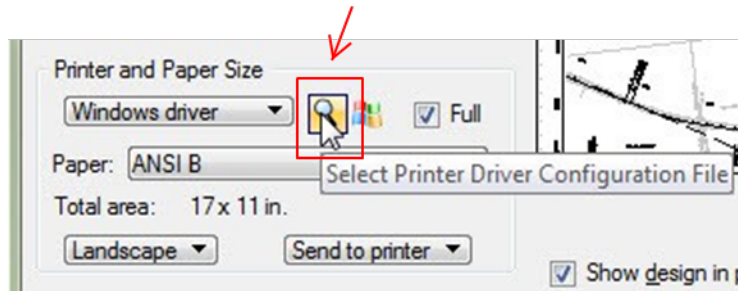 Printer and Paper Size
Windows driver
Full
Paper: ANSI B
Select Printer Driver Configuration File
Total area: 17 x 11 in.
Landscape
Send to printer
Show design in